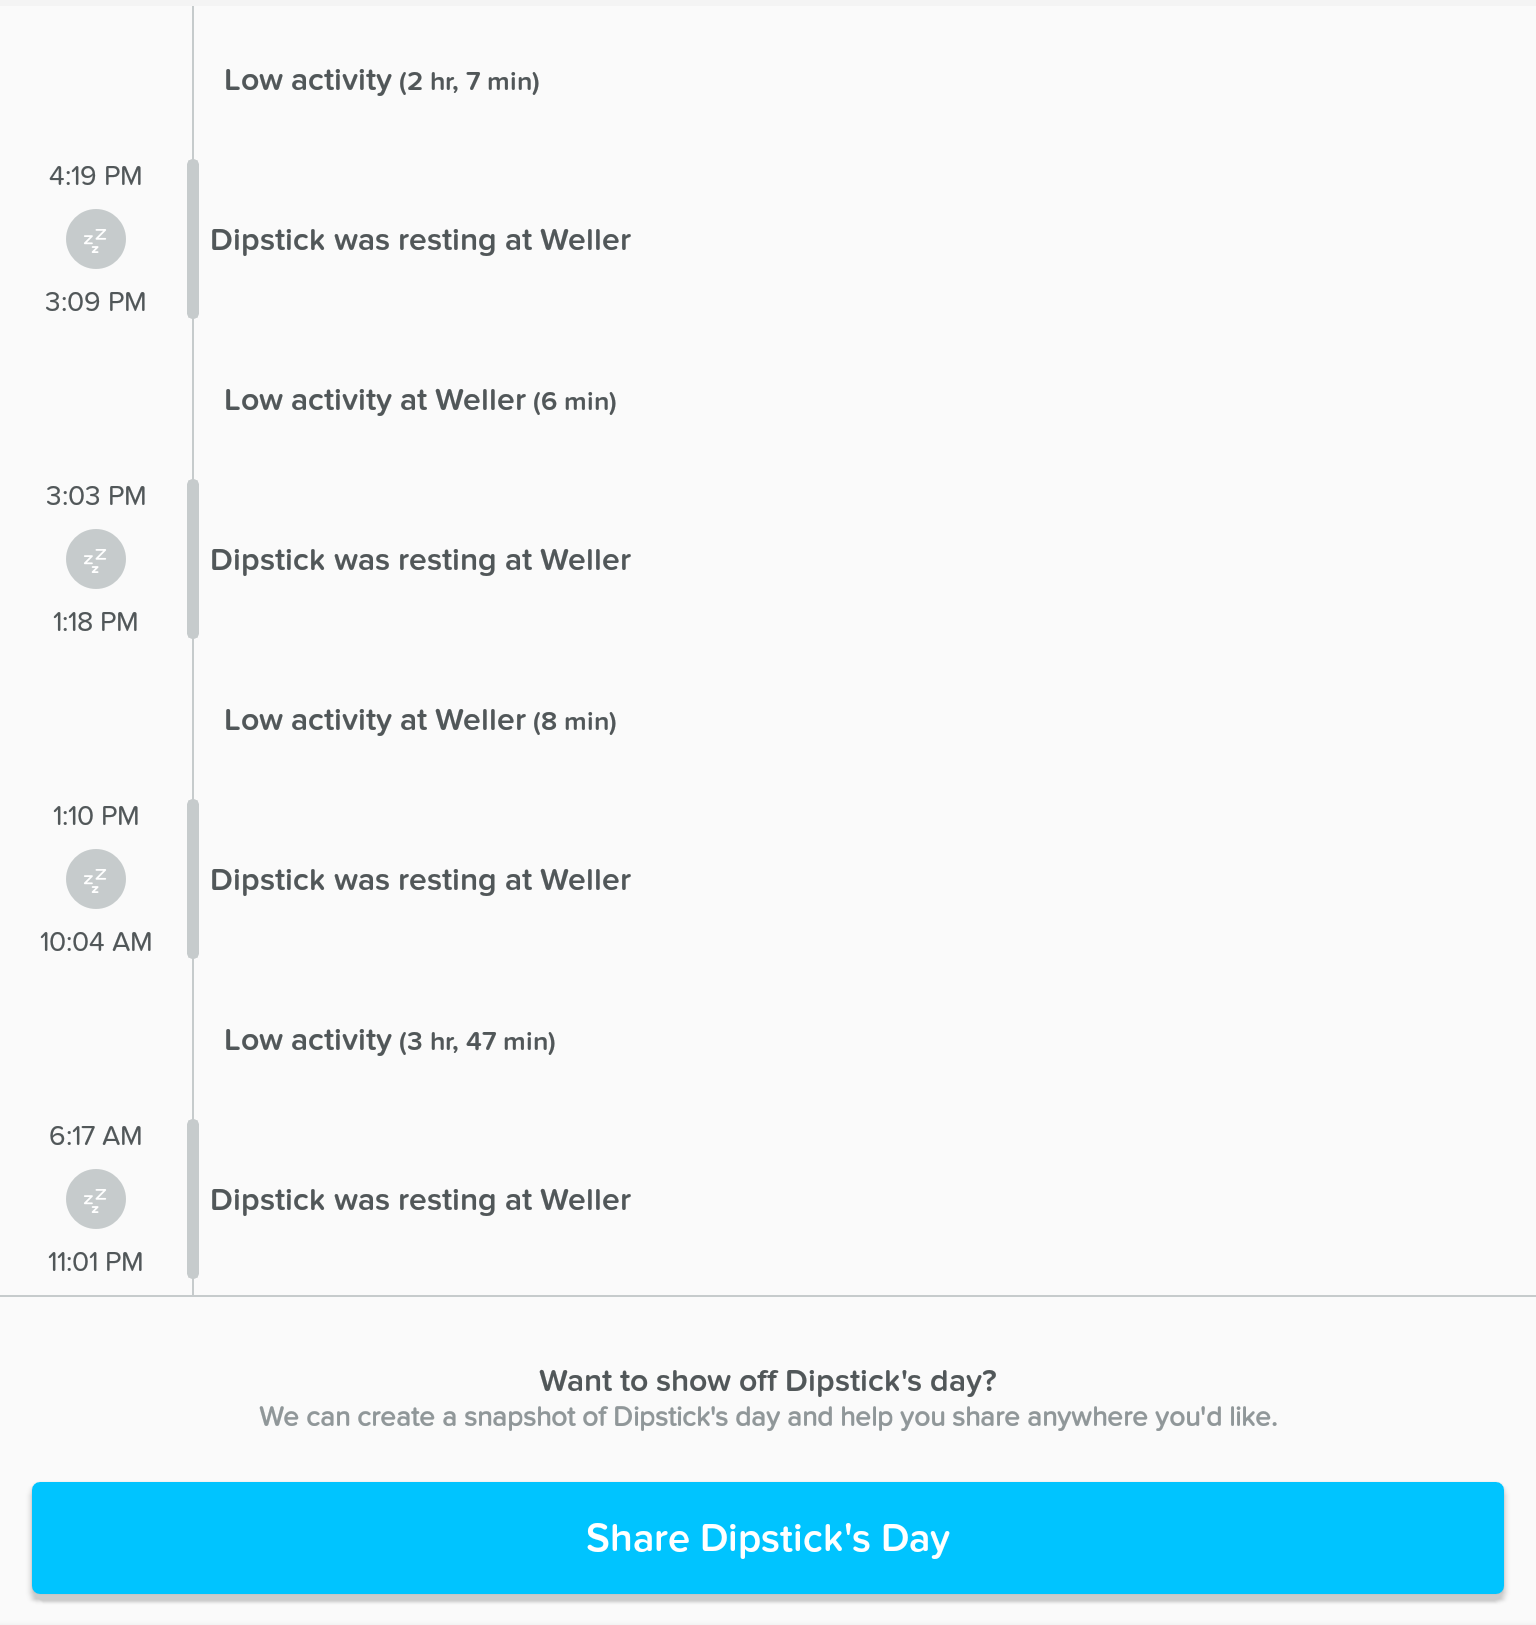 Low activity (2 hr, 7 min)
4:19 PM
zzz
Dipstick was resting at Weller
3:09 PM
Low activity at Weller (6 min)
3:03 PM
zzz
Dipstick was resting at Weller
1:18 PM
Low activity at Weller (8 min)
1:10 PM
zzz
Dipstick was resting at Weller
10:04 AM
Low activity (3 hr, 47 min)
6:17 AM
zzz
Dipstick was resting at Weller
11:01 PM
Want to show off Dipstick's day?
We can create a snapshot of Dipstick's day and help you share anywhere you'd like.
Share Dipstick's Day